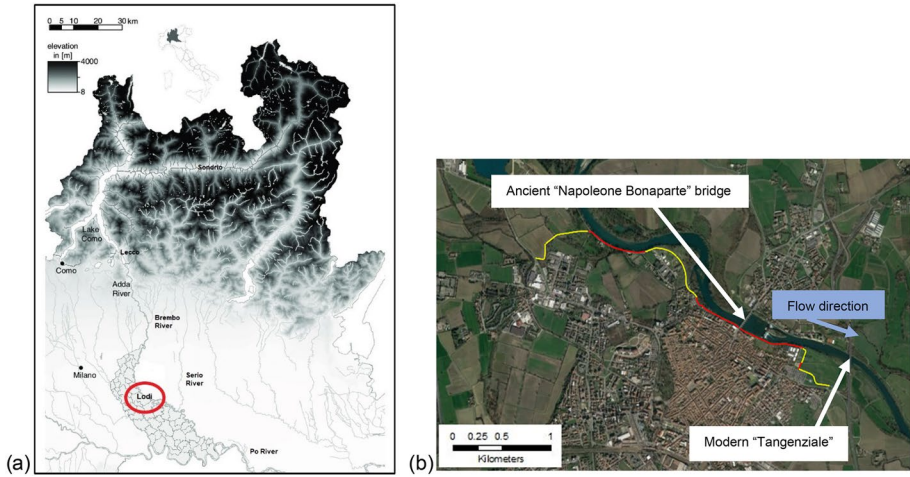 0 5 10 20 30 km
elevation
in [m]
4000
8
Sondrio
Lake
Como
Lecco
Como
Adda
River
Brembo
River
Milano
Serio
River
Lodi
Po River
(a)
Ancient “Napoleone Bonaparte” bridge
Flow direction
Modern “Tangenziale”
0 0.25 0.5 1
Kilometers
(b)